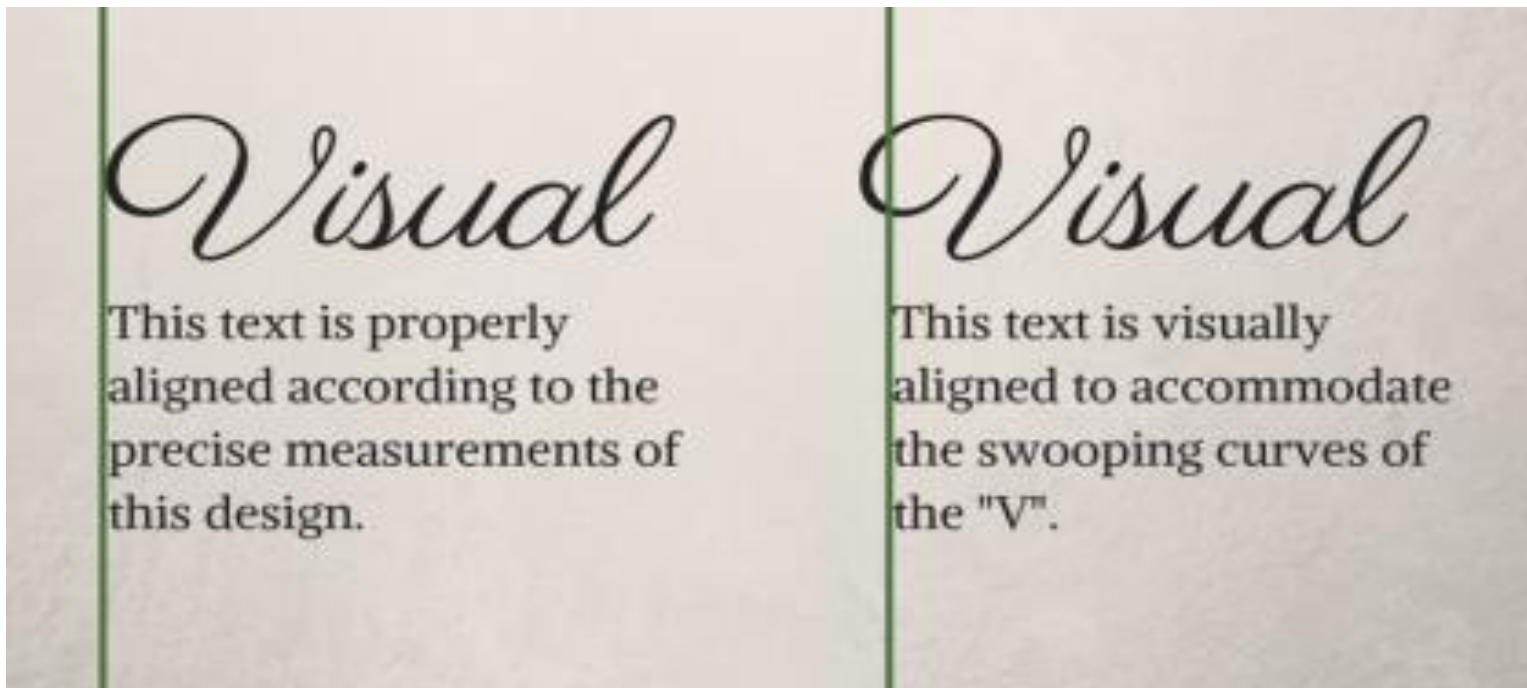 Visual
This text is properly
aligned according to the
precise measurements of
this design.
Visual
This text is visually
aligned to accommodate
the swooping curves of
the "V".